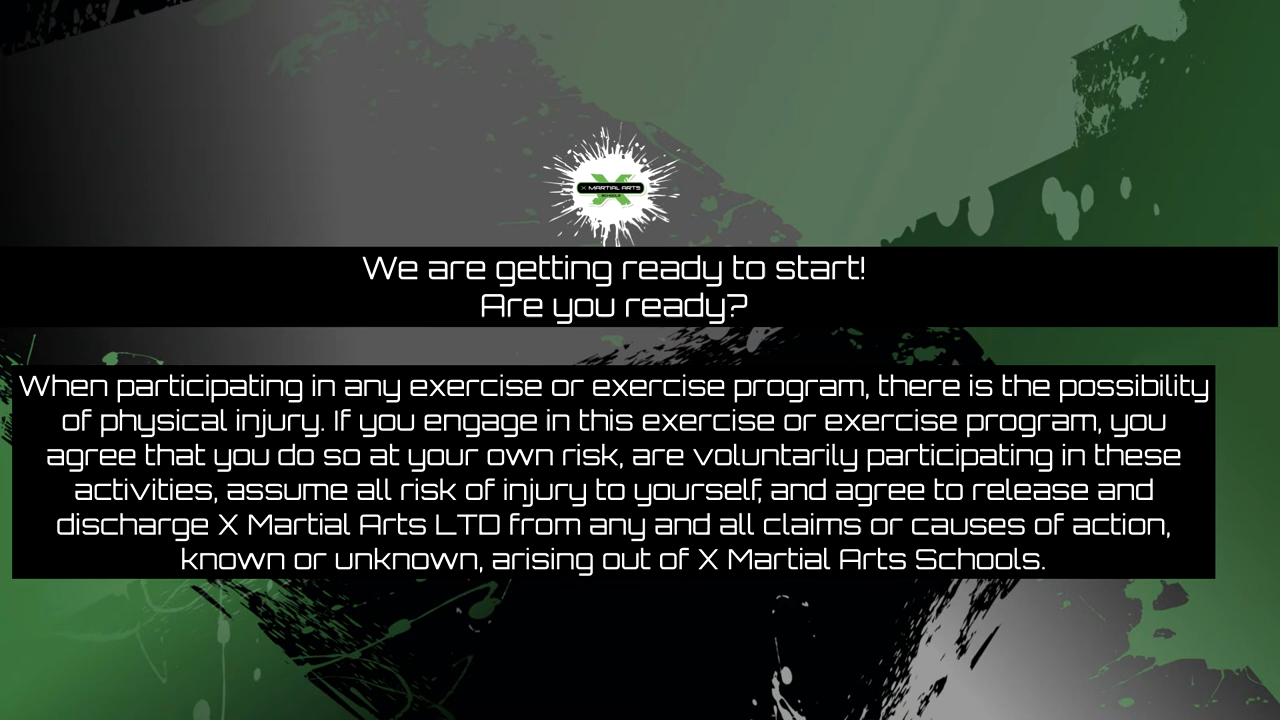 X MARTIAL ARTS
SCHOOLS
We are getting ready to start!
Are you ready?
When participating in any exercise or exercise program, there is the possibility
of physical injury. If you engage in this exercise or exercise program, you
agree that you do so at your own risk, are voluntarily participating in these
activities, assume all risk of injury to yourself, and agree to release and
discharge X Martial Arts LTD from any and all claims or causes of action,
known or unknown, arising out of X Martial Arts Schools.